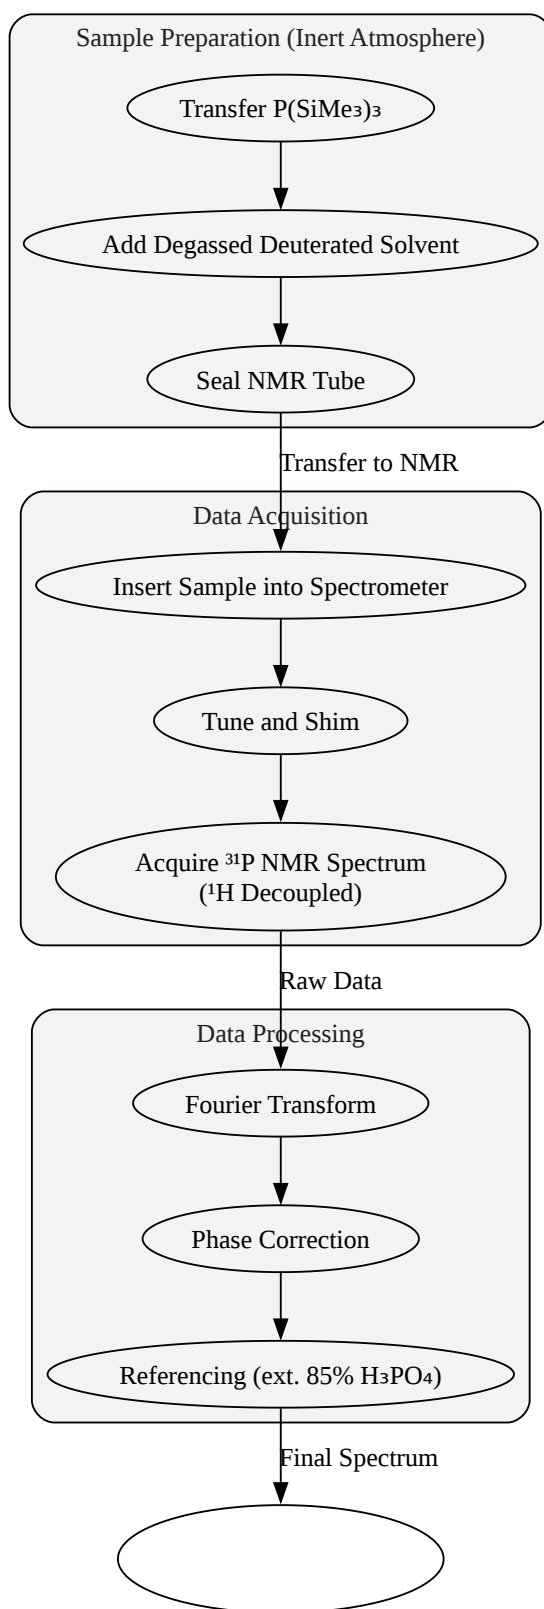 Sample Preparation (Inert Atmosphere)
Transfer P(SiMe₃)₃
Add Degassed Deuterated Solvent
Seal NMR Tube
Transfer to NMR
Data Acquisition
Insert Sample into Spectrometer
Tune and Shim
Acquire ³¹P NMR Spectrum
(¹H Decoupled)
Raw Data
Data Processing
Fourier Transform
Phase Correction
Referencing (ext. 85% H₃PO₄)
Final Spectrum